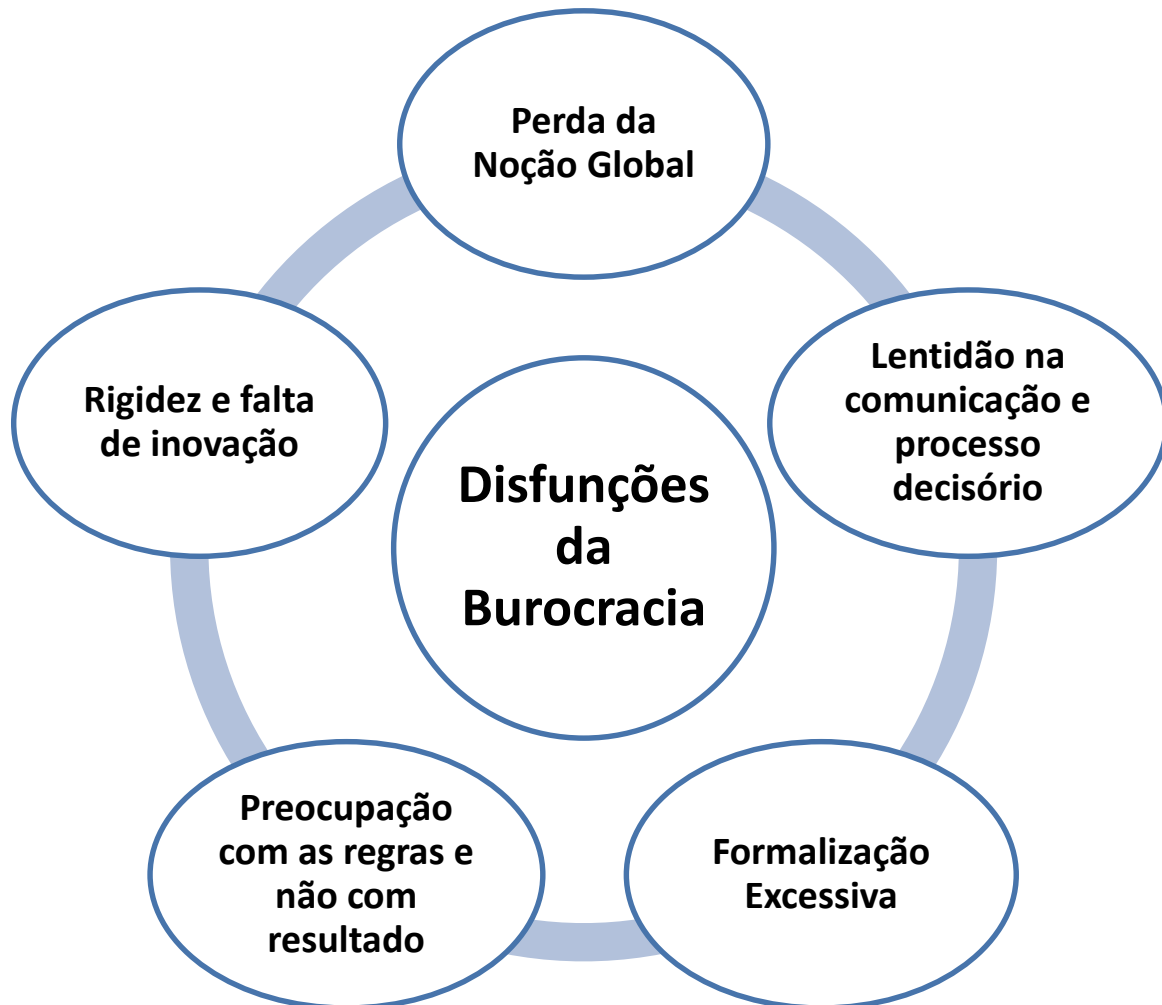 Perda da
Noção Global
Lentidão na
comunicação e
processo
decisório
Formalização
Excessiva
Preocupação
com as regras e
não com
resultado
Rigidez e falta
de inovação
Disfunções
da
Burocracia